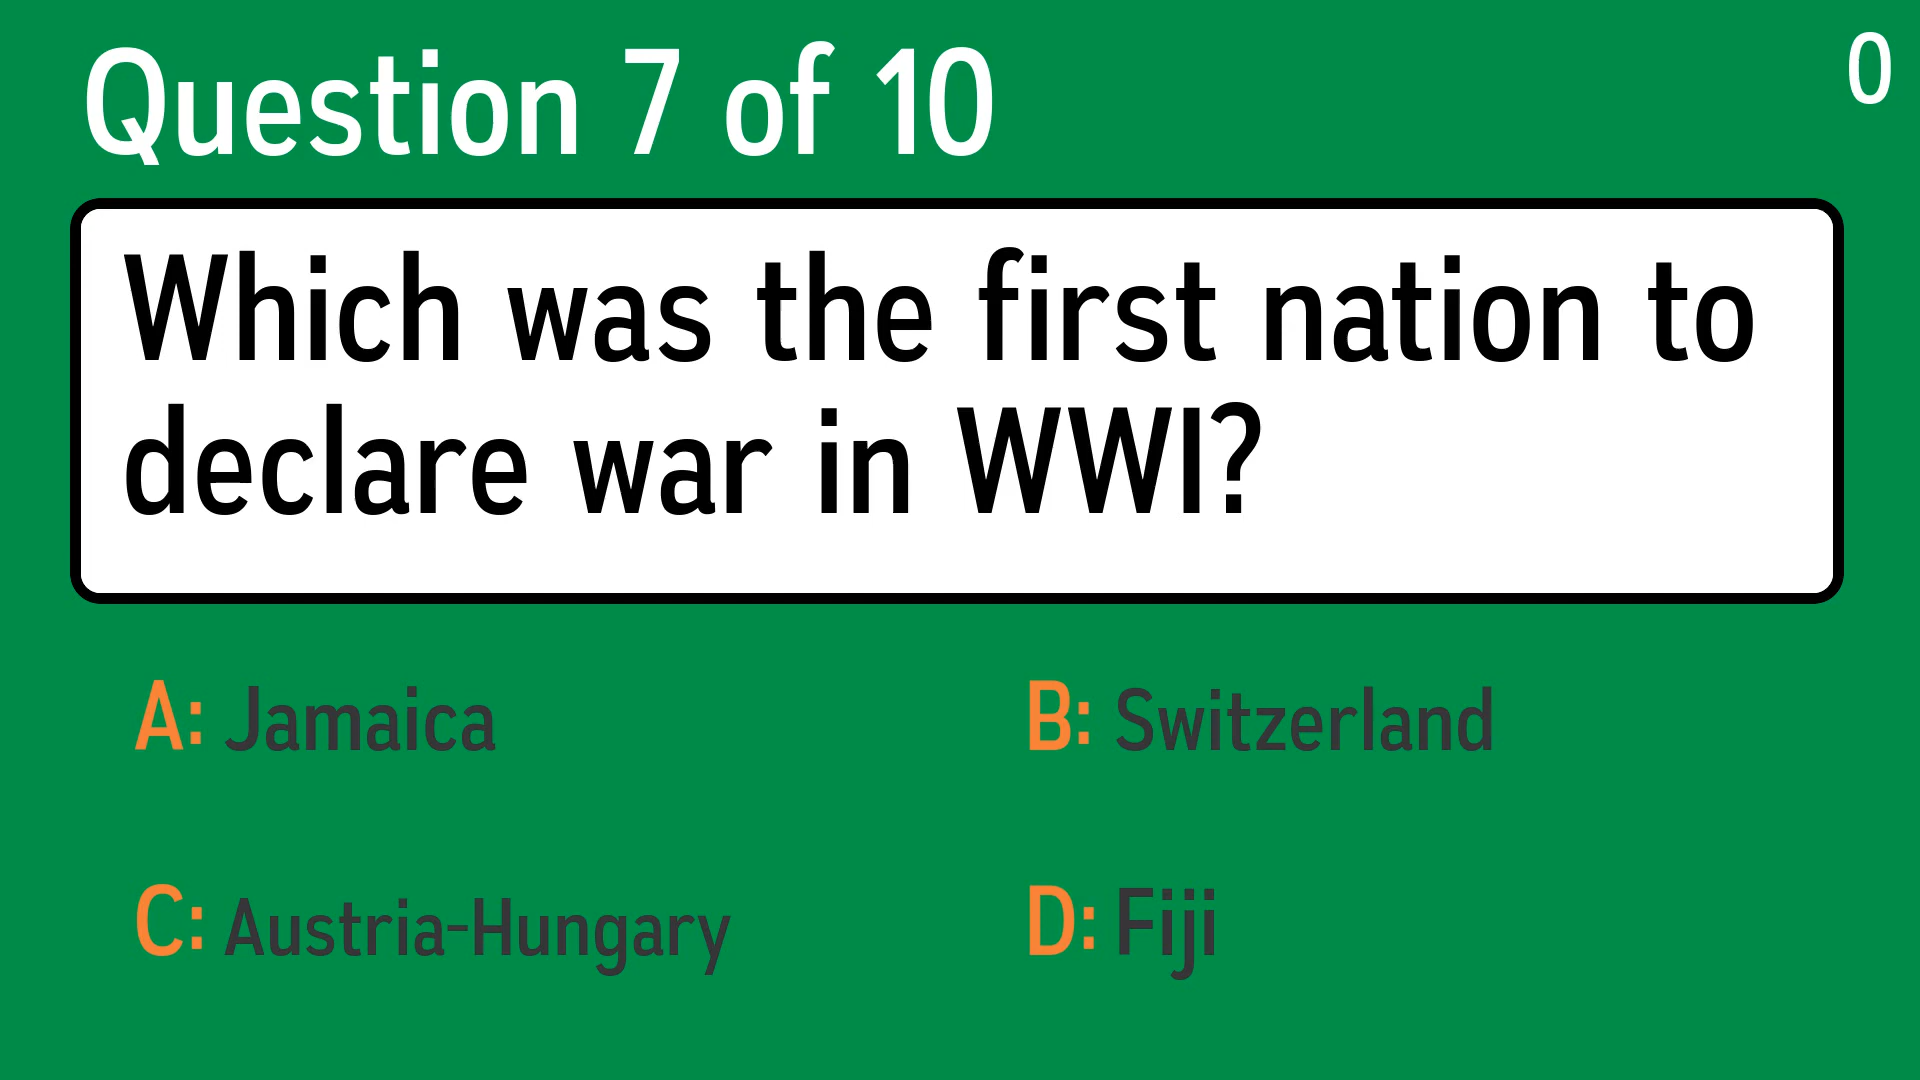 Question 7 of 10
0
Which was the first nation to
declare war in WWI?
A: Jamaica
B: Switzerland
C: Austria-Hungary
D: Fiji